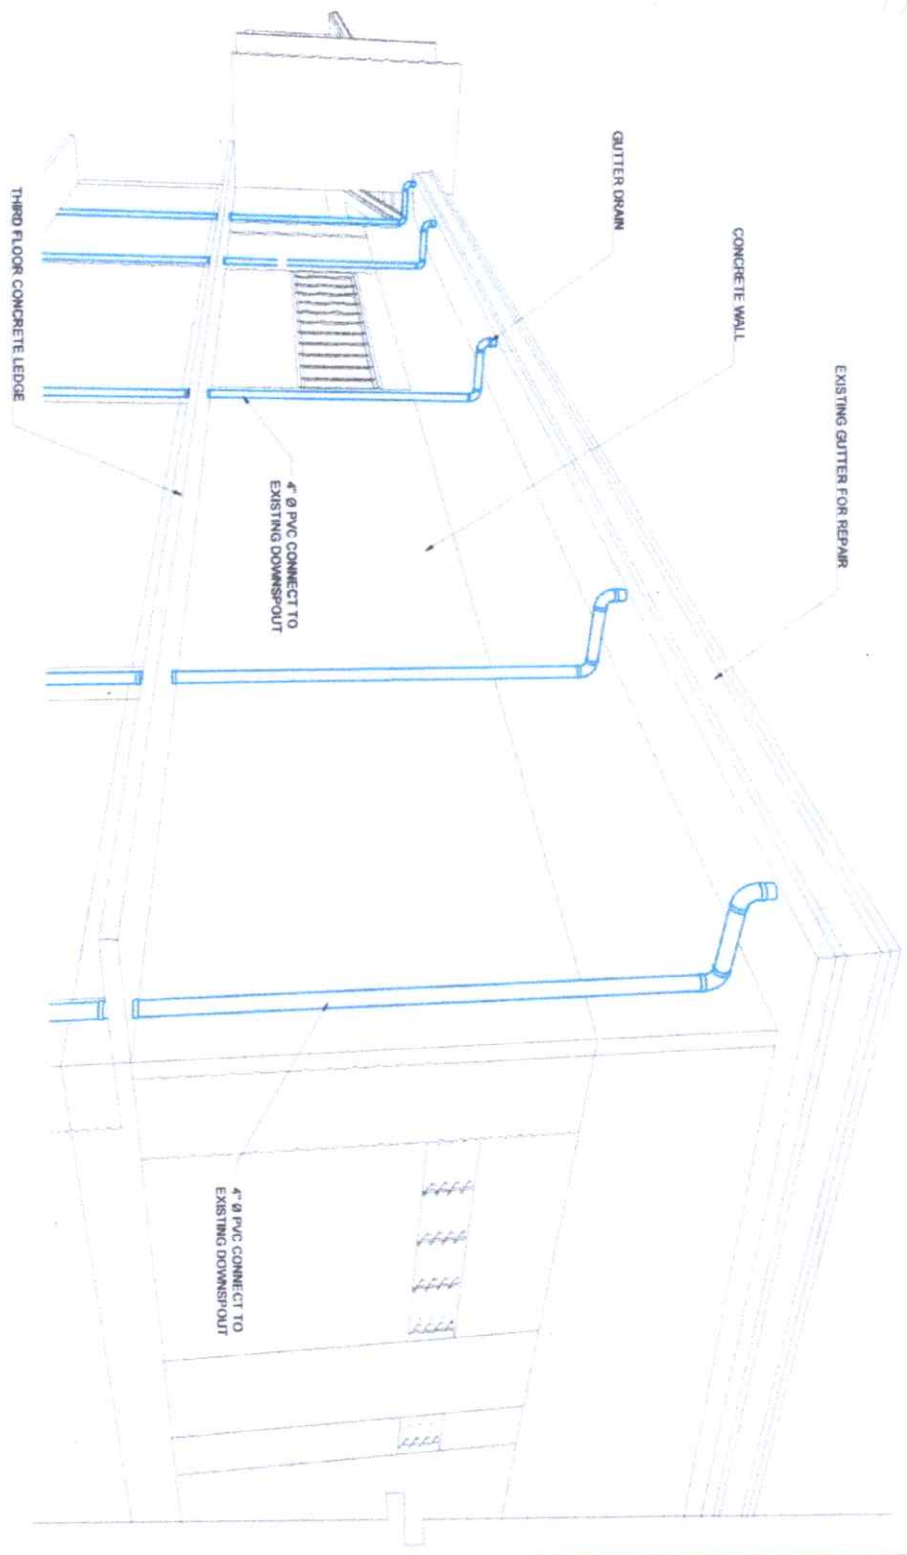 EXISTING GUTTER FOR REPAIR
CONCRETE WALL
GUTTER DRAIN
4" Ø PVC CONNECT TO
EXISTING DOWNSPOUT
4" Ø PVC CONNECT TO
EXISTING DOWNSPOUT
THIRD FLOOR CONCRETE LEDGE